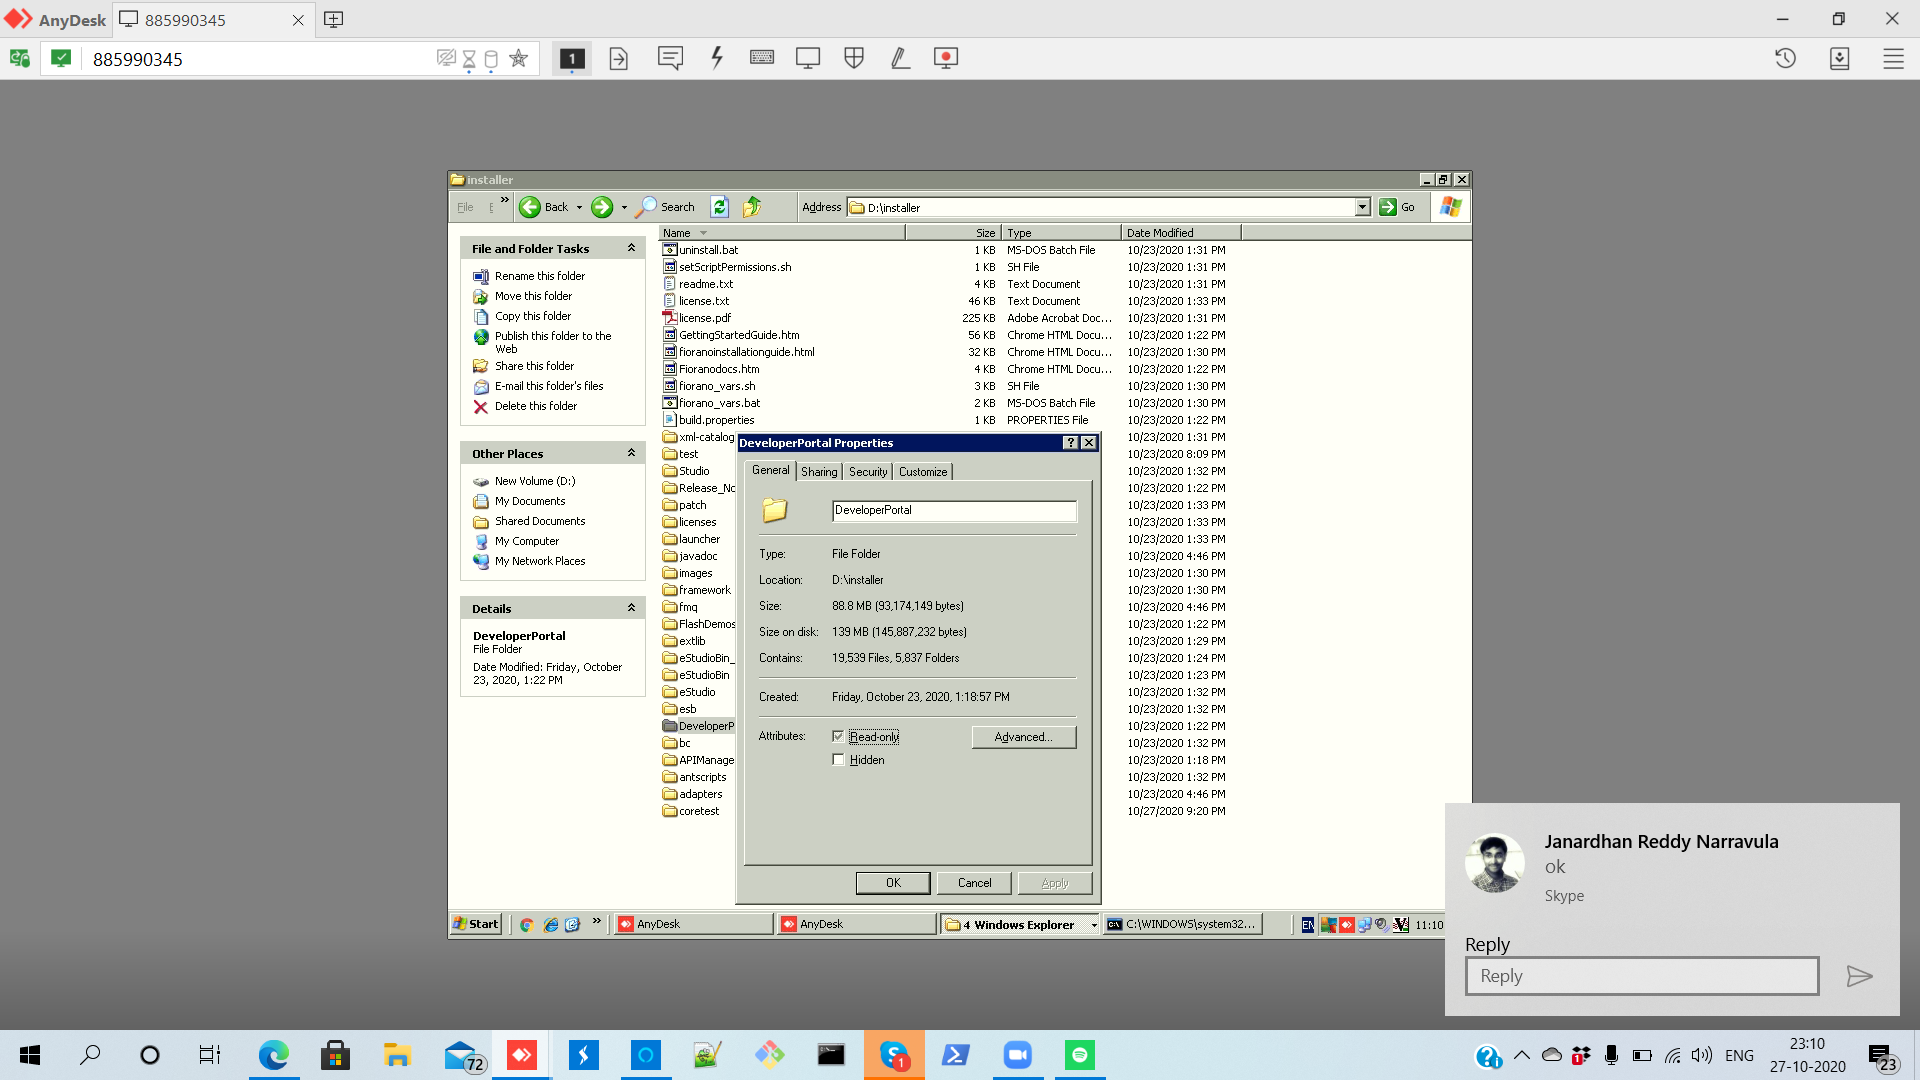 AnyDesk
885990345
885990345
1
installer
File
E
»
Back
Search
Address
D:\installer
Go
File and Folder Tasks
Rename this folder
Move this folder
Copy this folder
Publish this folder to the
Web
Share this folder
E-mail this folder's files
Delete this folder
Other Places
New Volume (D:)
My Documents
Shared Documents
My Computer
My Network Places
Details
DeveloperPortal
File Folder
Date Modified: Friday, October
23, 2020, 1:22 PM
Name Size Type Date Modified
uninstall.bat 1 KB MS-DOS Batch File 10/23/2020 1:31 PM
setScriptPermissions.sh 1 KB SH File 10/23/2020 1:31 PM
readme.txt 4 KB Text Document 10/23/2020 1:31 PM
license.txt 46 KB Text Document 10/23/2020 1:33 PM
license.pdf 225 KB Adobe Acrobat Doc... 10/23/2020 1:31 PM
GettingStartedGuide.htm 56 KB Chrome HTML Docu... 10/23/2020 1:22 PM
fioranoinstallationguide.html 32 KB Chrome HTML Docu... 10/23/2020 1:30 PM
Fioranodocs.htm 4 KB Chrome HTML Docu... 10/23/2020 1:22 PM
fiorano_vars.sh 3 KB SH File 10/23/2020 1:30 PM
fiorano_vars.bat 2 KB MS-DOS Batch File 10/23/2020 1:30 PM
build.properties 1 KB PROPERTIES File 10/23/2020 1:22 PM
xml-catalog 10/23/2020 1:31 PM
test 10/23/2020 8:09 PM
Studio 10/23/2020 1:32 PM
Release_No 10/23/2020 1:22 PM
patch 10/23/2020 1:33 PM
licenses 10/23/2020 1:33 PM
launcher 10/23/2020 1:33 PM
javadoc 10/23/2020 4:46 PM
images 10/23/2020 1:30 PM
framework 10/23/2020 1:30 PM
fmq 10/23/2020 4:46 PM
FlashDemos 10/23/2020 1:22 PM
extlib 10/23/2020 1:29 PM
eStudioBin_ 10/23/2020 1:24 PM
eStudioBin 10/23/2020 1:23 PM
eStudio 10/23/2020 1:32 PM
esb 10/23/2020 1:32 PM
DeveloperP 10/23/2020 1:22 PM
bc 10/23/2020 1:32 PM
APIManage 10/23/2020 1:18 PM
antscripts 10/23/2020 1:32 PM
adapters 10/23/2020 4:46 PM
coretest 10/27/2020 9:20 PM
DeveloperPortal Properties
General Sharing Security Customize
DeveloperPortal
Type: File Folder
Location: D:\installer
Size: 88.8 MB (93,174,149 bytes)
Size on disk: 139 MB (145,887,232 bytes)
Contains: 19,539 Files, 5,837 Folders
Created: Friday, October 23, 2020, 1:18:57 PM
Attributes: Read-only Advanced...
Hidden
OK Cancel Apply
Start » AnyDesk AnyDesk 4 Windows Explorer C:\WINDOWS\system32... EN 11:10
Janardhan Reddy Narravula
ok
Skype
Reply
Reply
72
1
1
ENG
23:10
27-10-2020
23